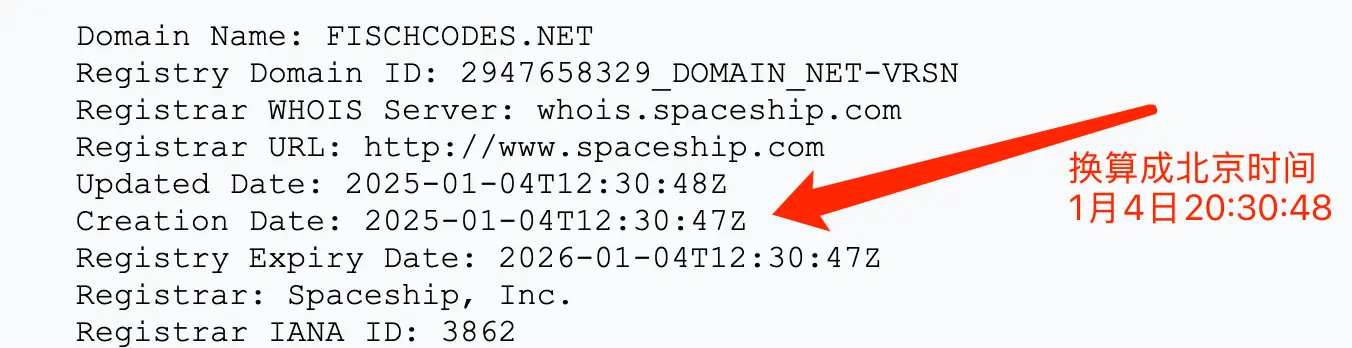 Domain Name: FISCHCODES.NET
Registry Domain ID: 2947658329_DOMAIN_NET-VRSN
Registrar WHOIS Server: whois.spaceship.com
Registrar URL: http://www.spaceship.com
Updated Date: 2025-01-04T12:30:48Z
Creation Date: 2025-01-04T12:30:47Z
Registry Expiry Date: 2026-01-04T12:30:47Z
Registrar: Spaceship, Inc.
Registrar IANA ID: 3862
换算成北京时间
1月4日20:30:48